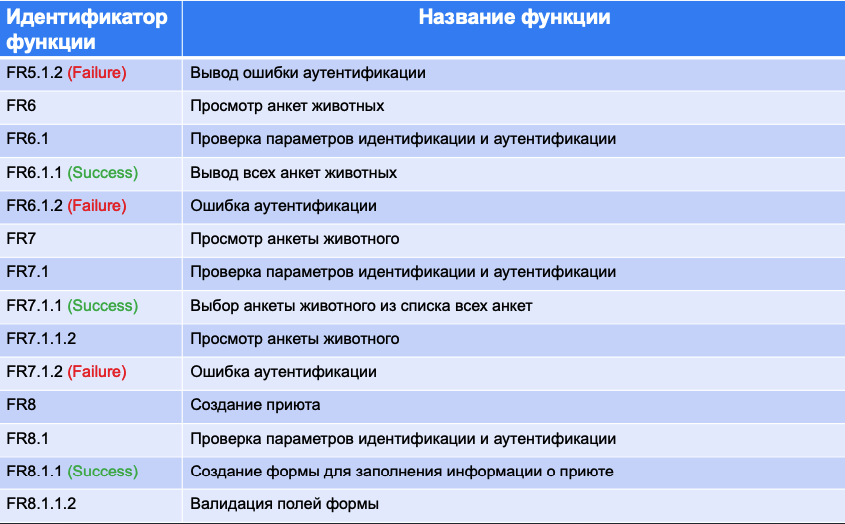 Идентификатор функции
Название функции
FR5.1.2 (Failure) Вывод ошибки аутентификации
FR6 Просмотр анкет животных
FR6.1 Проверка параметров идентификации и аутентификации
FR6.1.1 (Success) Вывод всех анкет животных
FR6.1.2 (Failure) Ошибка аутентификации
FR7 Просмотр анкеты животного
FR7.1 Проверка параметров идентификации и аутентификации
FR7.1.1 (Success) Выбор анкеты животного из списка всех анкет
FR7.1.1.2 Просмотр анкеты животного
FR7.1.2 (Failure) Ошибка аутентификации
FR8 Создание приюта
FR8.1 Проверка параметров идентификации и аутентификации
FR8.1.1 (Success) Создание формы для заполнения информации о приюте
FR8.1.1.2 Валидация полей формы